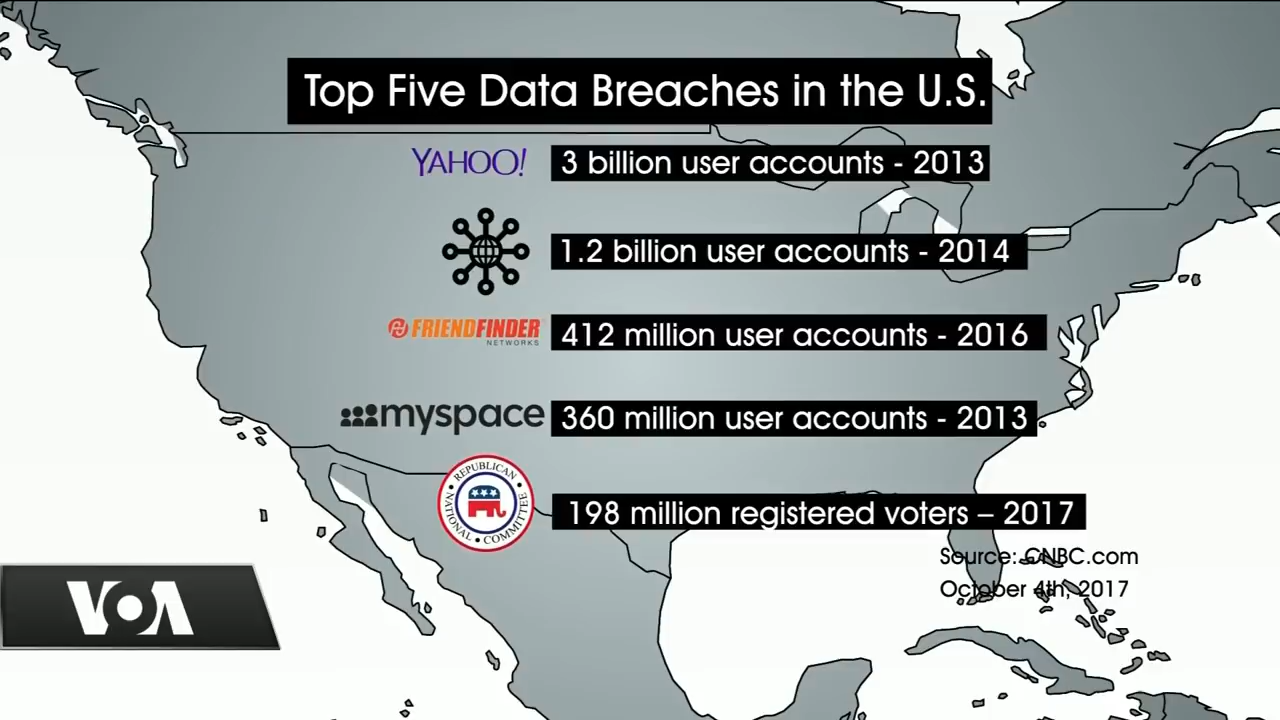 Top Five Data Breaches in the U.S.
YAHOO! 3 billion user accounts - 2013
1.2 billion user accounts - 2014
FRIENDFINDER NETWORKS 412 million user accounts - 2016
myspace 360 million user accounts - 2013
REPUBLICAN NATIONAL COMMITTEE 198 million registered voters – 2017
Source: CNBC.com
October 4th, 2017
VOA